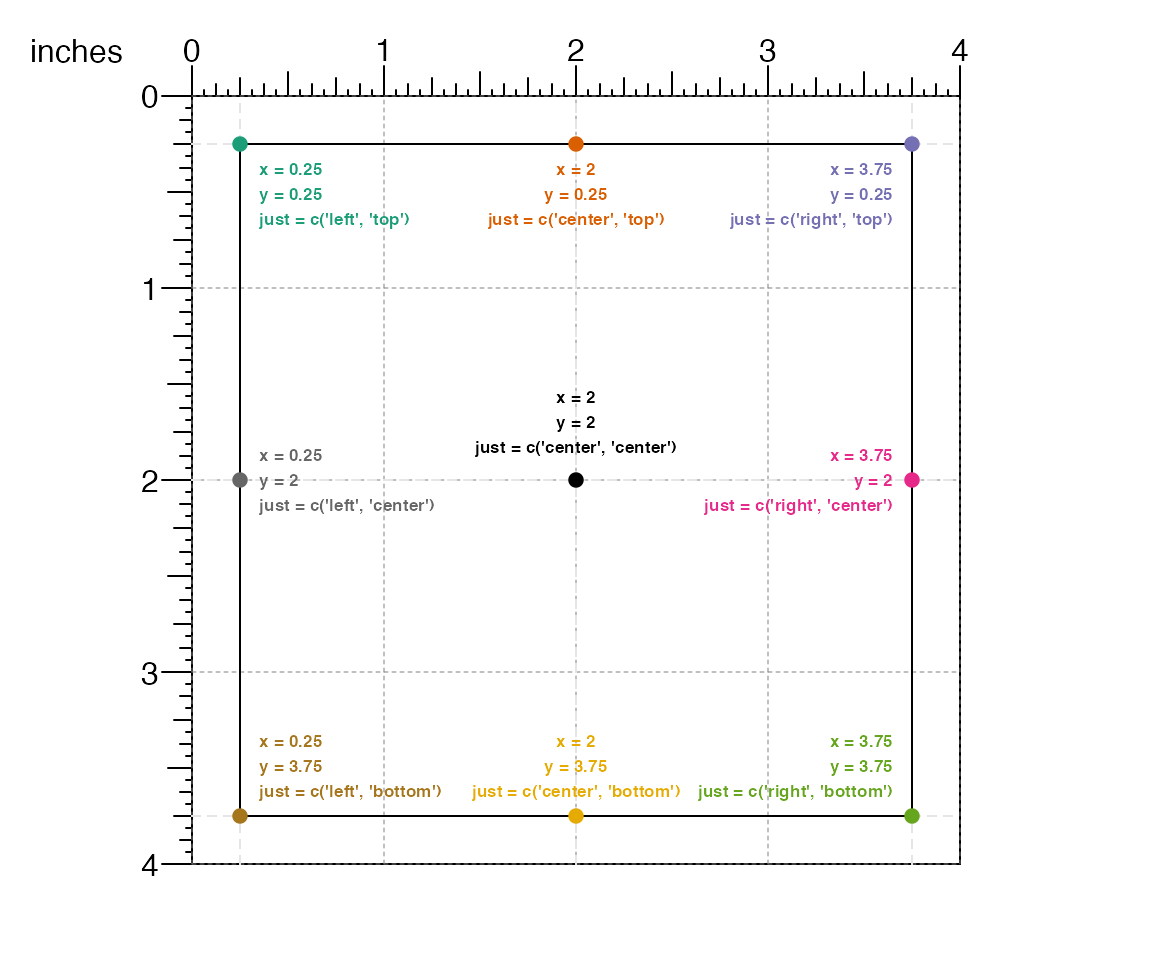 inches 0 1 2 3 4
0
x = 0.25
y = 0.25
just = c('left', 'top')
x = 2
y = 0.25
just = c('center', 'top')
x = 3.75
y = 0.25
just = c('right', 'top')
1
x = 2
y = 2
just = c('center', 'center')
2
x = 0.25
y = 2
just = c('left', 'center')
x = 3.75
y = 2
just = c('right', 'center')
3
x = 0.25
y = 3.75
just = c('left', 'bottom')
x = 2
y = 3.75
just = c('center', 'bottom')
x = 3.75
y = 3.75
just = c('right', 'bottom')
4